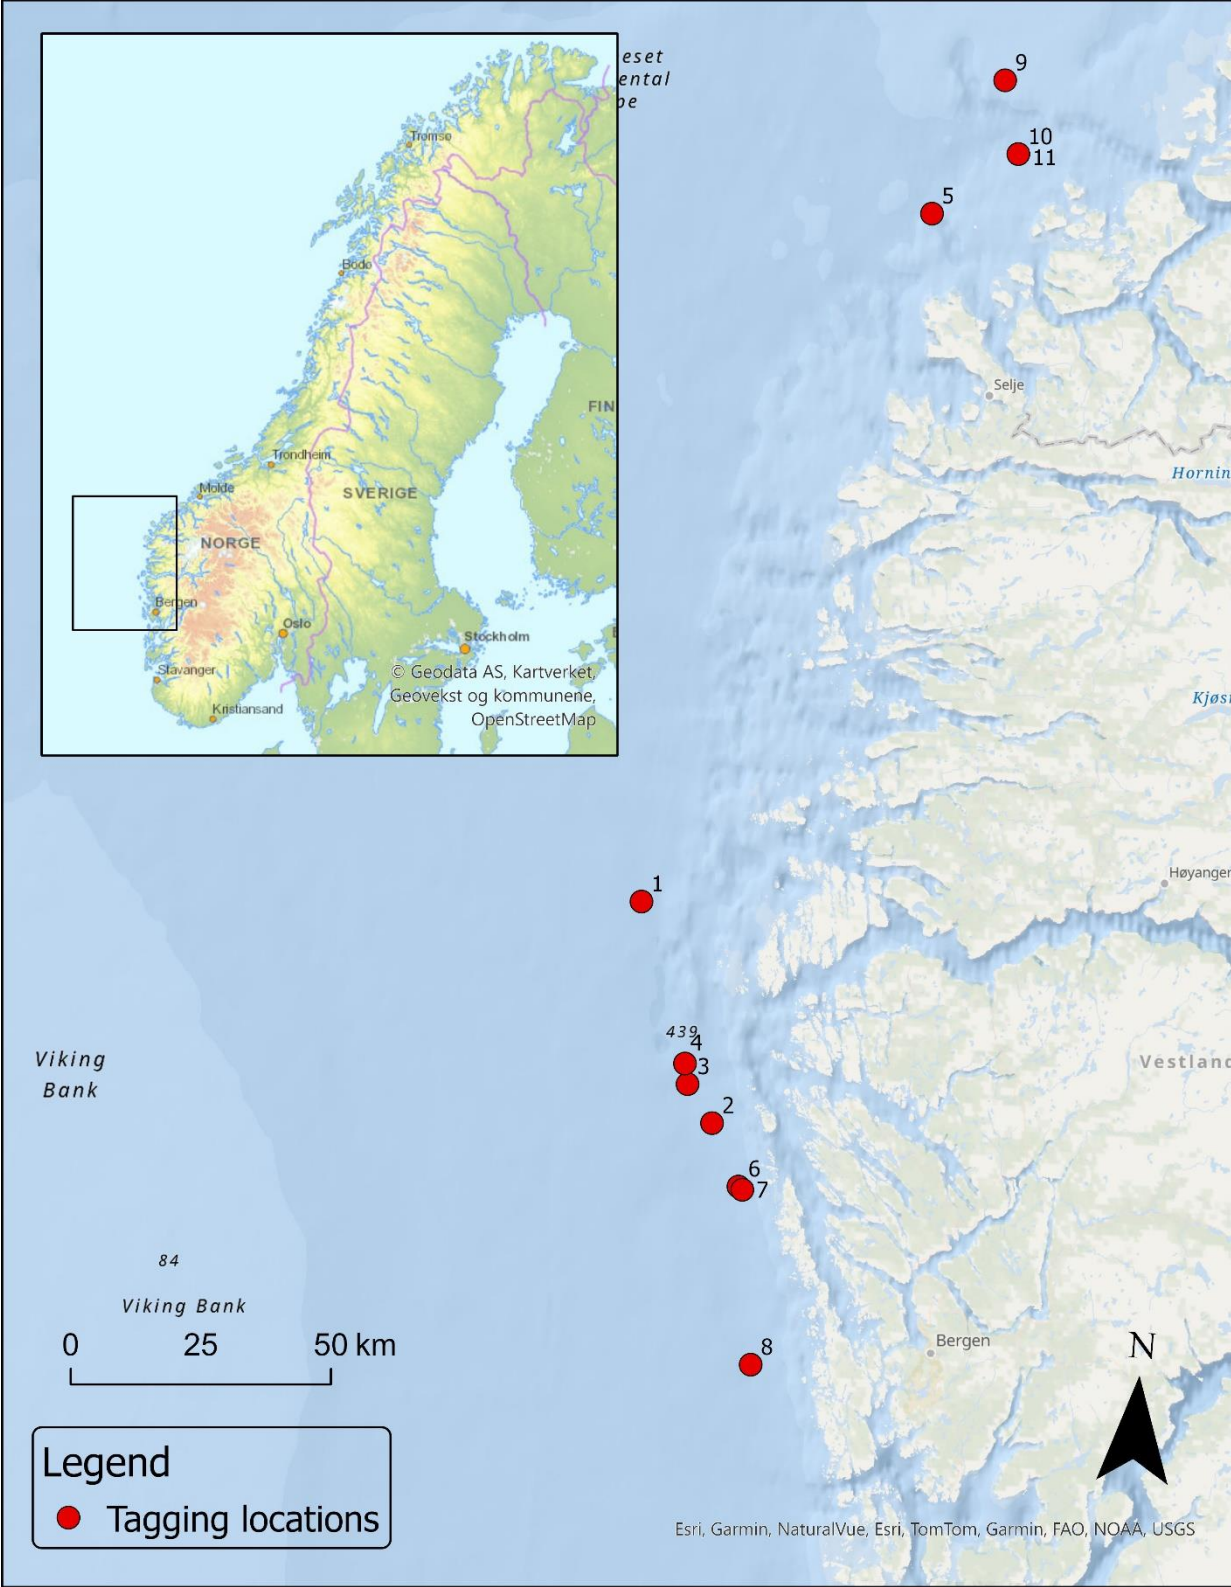 eset
ental
pe
9
10
11
5
Tromsø
Bodø
FIN
Trondheim
Molde
SVERIGE
NORGE
Bergen
Oslo
Stockholm
Stavanger
Kristiansand
© Geodata AS, Kartverket,
Geovekst og kommunene,
OpenStreetMap
Selje
Hornin
Kjøsn
Høyanger
1
439
4
3
2
6
7
Viking
Bank
Vestland
84
Viking Bank
0 25 50 km
8
Bergen
N
Legend
Tagging locations
Esri, Garmin, NaturalVue, Esri, TomTom, Garmin, FAO, NOAA, USGS